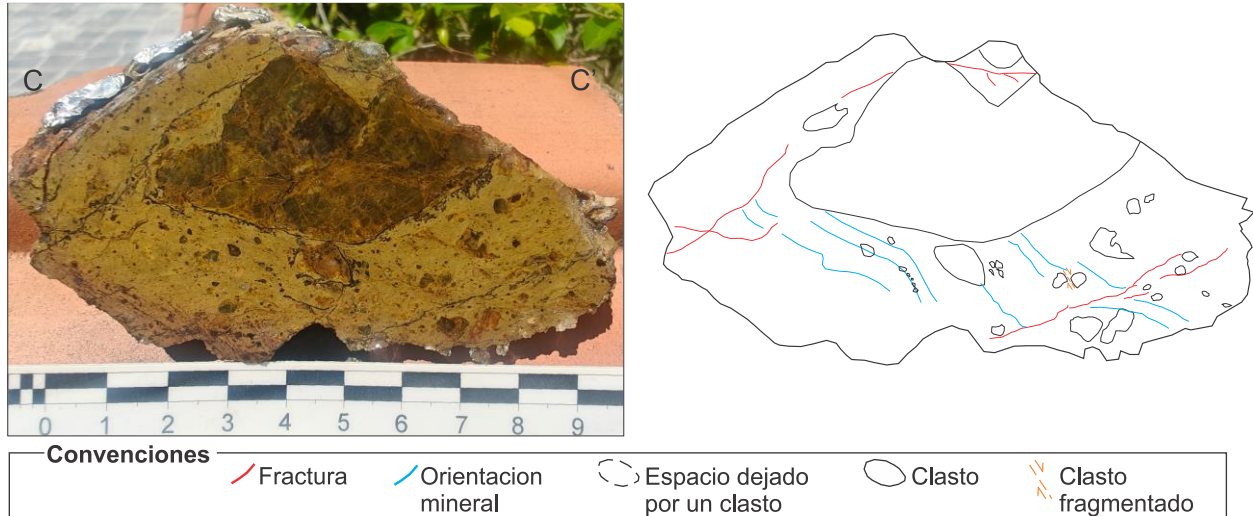 C C'
0 1 2 3 4 5 6 7 8 9
Convenciones
Fractura
Orientacion
mineral
Espacio dejado
por un clasto
Clasto
Clasto
fragmentado